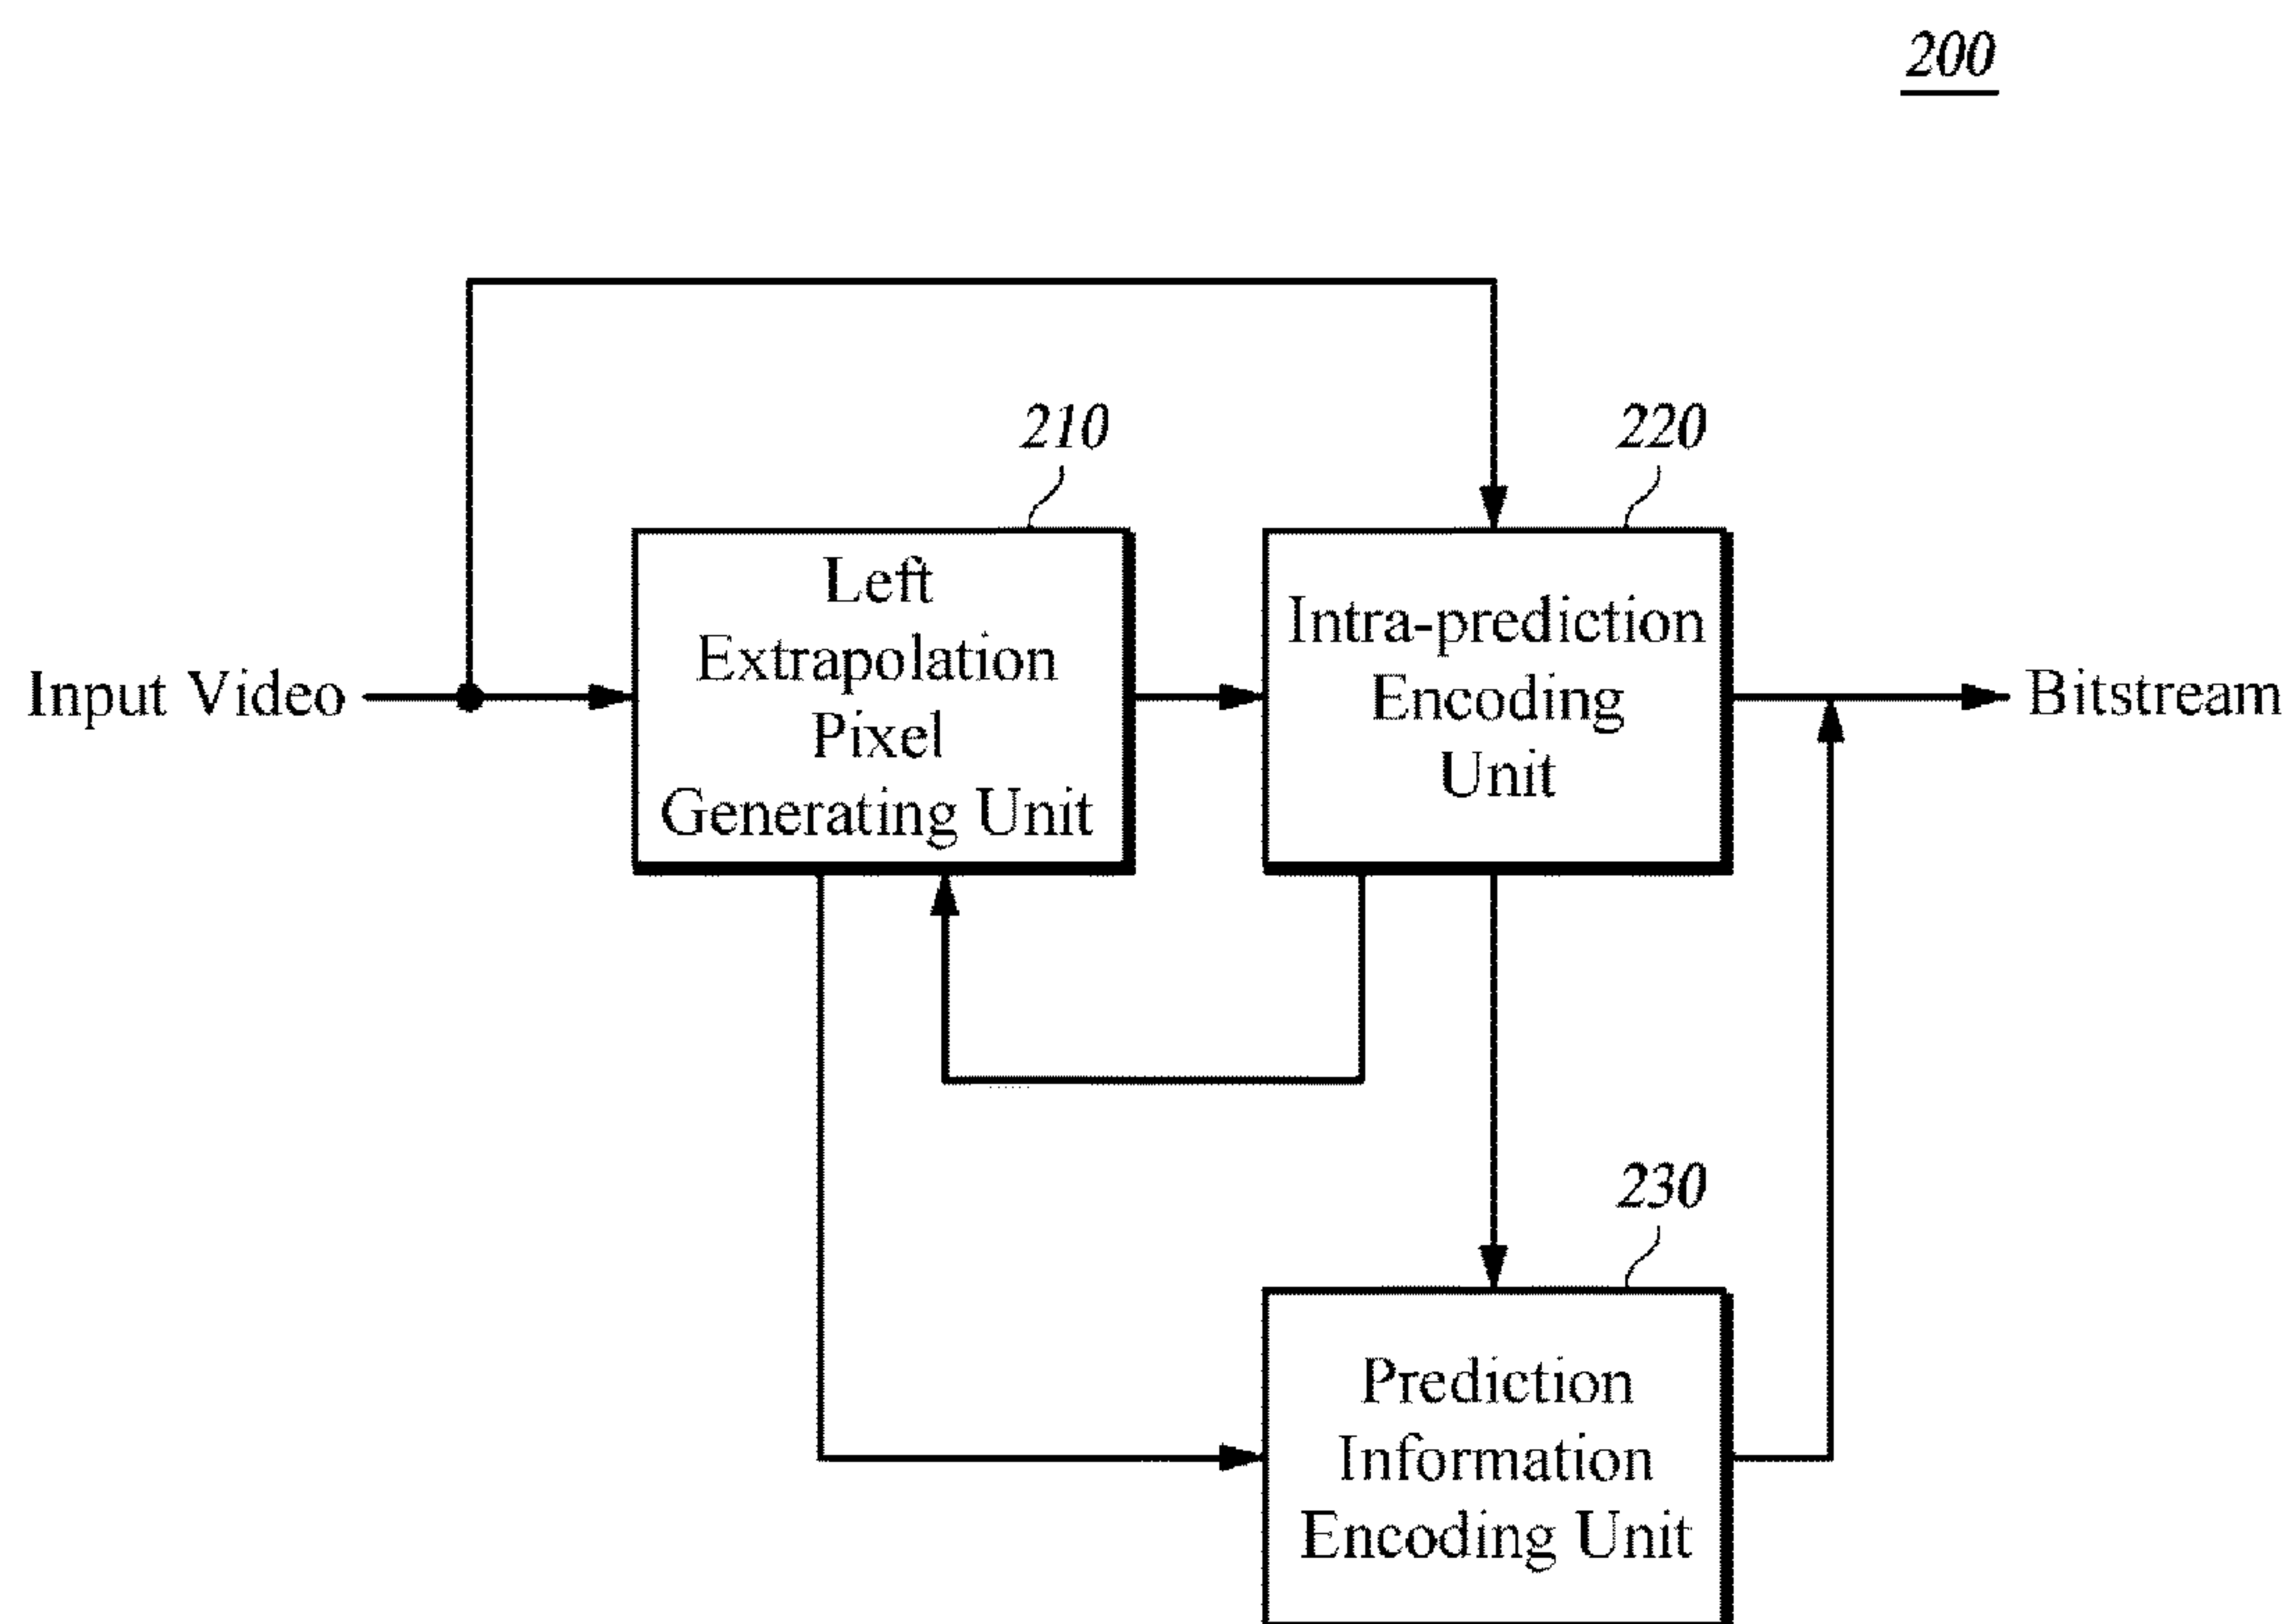 200
210
220
Left
Extrapolation
Pixel
Generating Unit
Intra-prediction
Encoding
Unit
Input Video
Bitstream
230
Prediction
Information
Encoding Unit